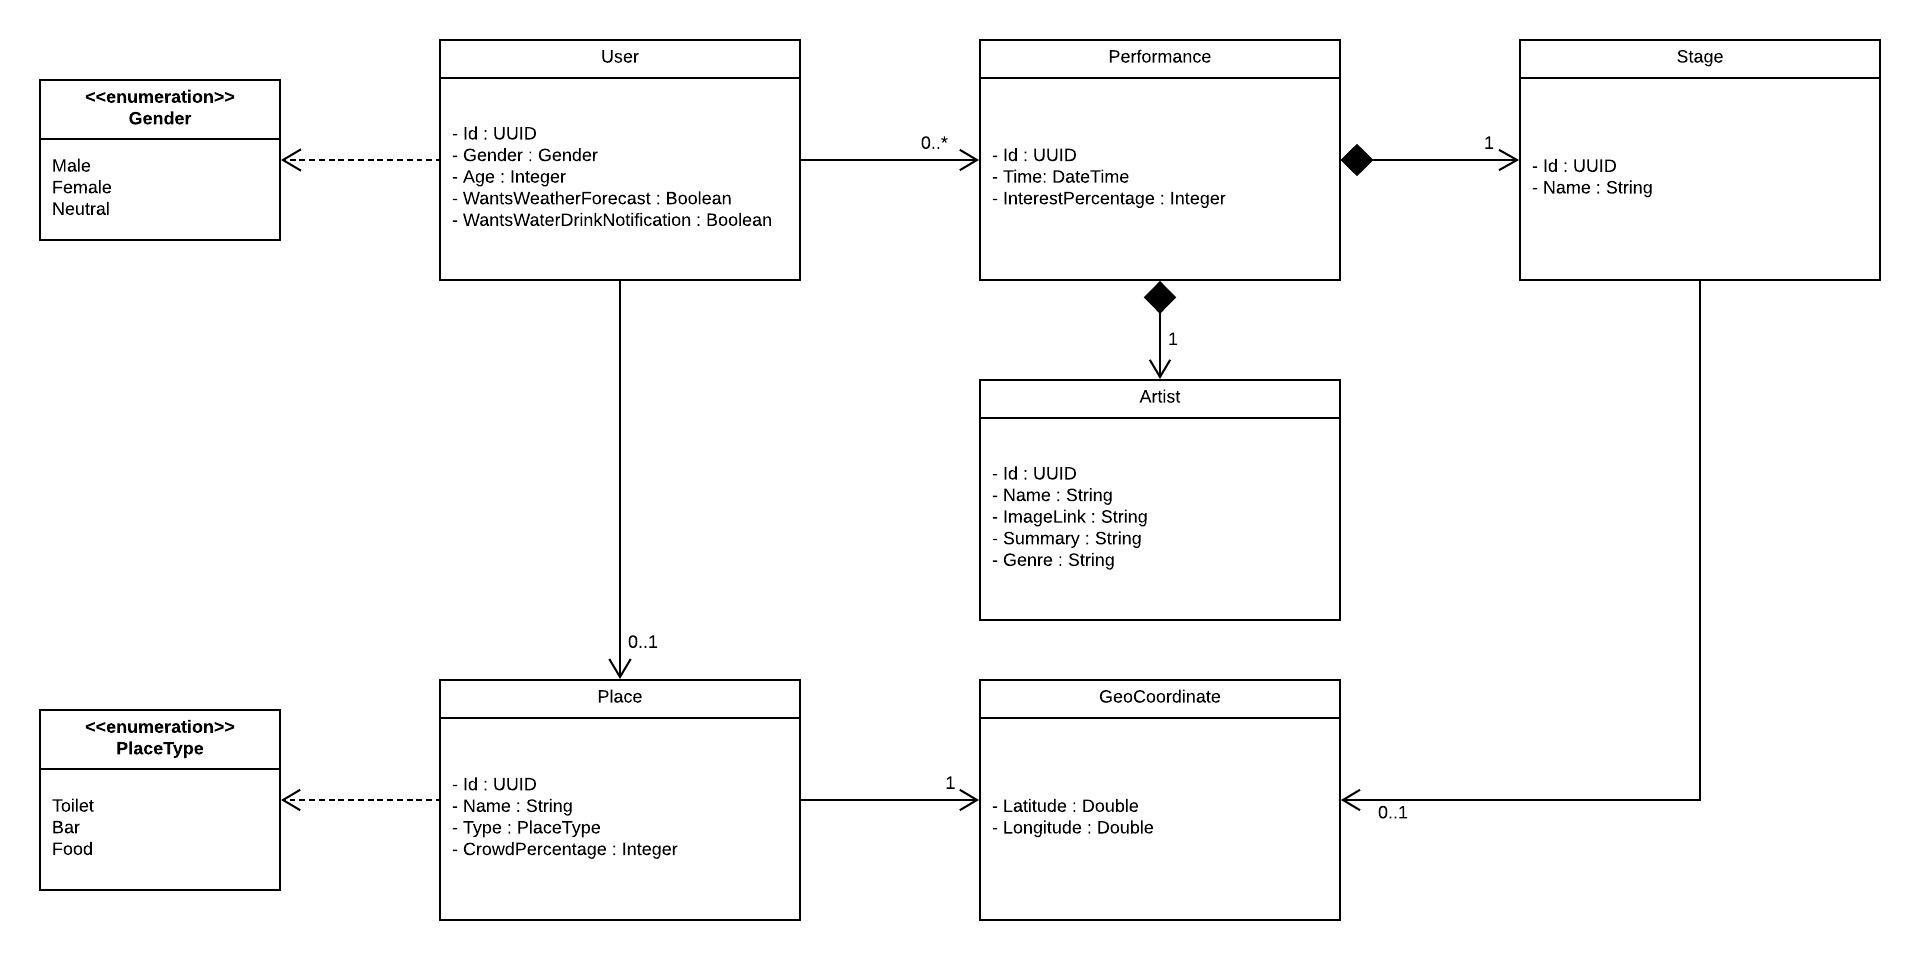 <<enumeration>>
Gender
Male
Female
Neutral
User
- Id : UUID
- Gender : Gender
- Age : Integer
- WantsWeatherForecast : Boolean
- WantsWaterDrinkNotification : Boolean
0..*
Performance
- Id : UUID
- Time: DateTime
- InterestPercentage : Integer
1
Stage
- Id : UUID
- Name : String
1
Artist
- Id : UUID
- Name : String
- ImageLink : String
- Summary : String
- Genre : String
0..1
<<enumeration>>
PlaceType
Toilet
Bar
Food
Place
- Id : UUID
- Name : String
- Type : PlaceType
- CrowdPercentage : Integer
1
GeoCoordinate
- Latitude : Double
- Longitude : Double
0..1